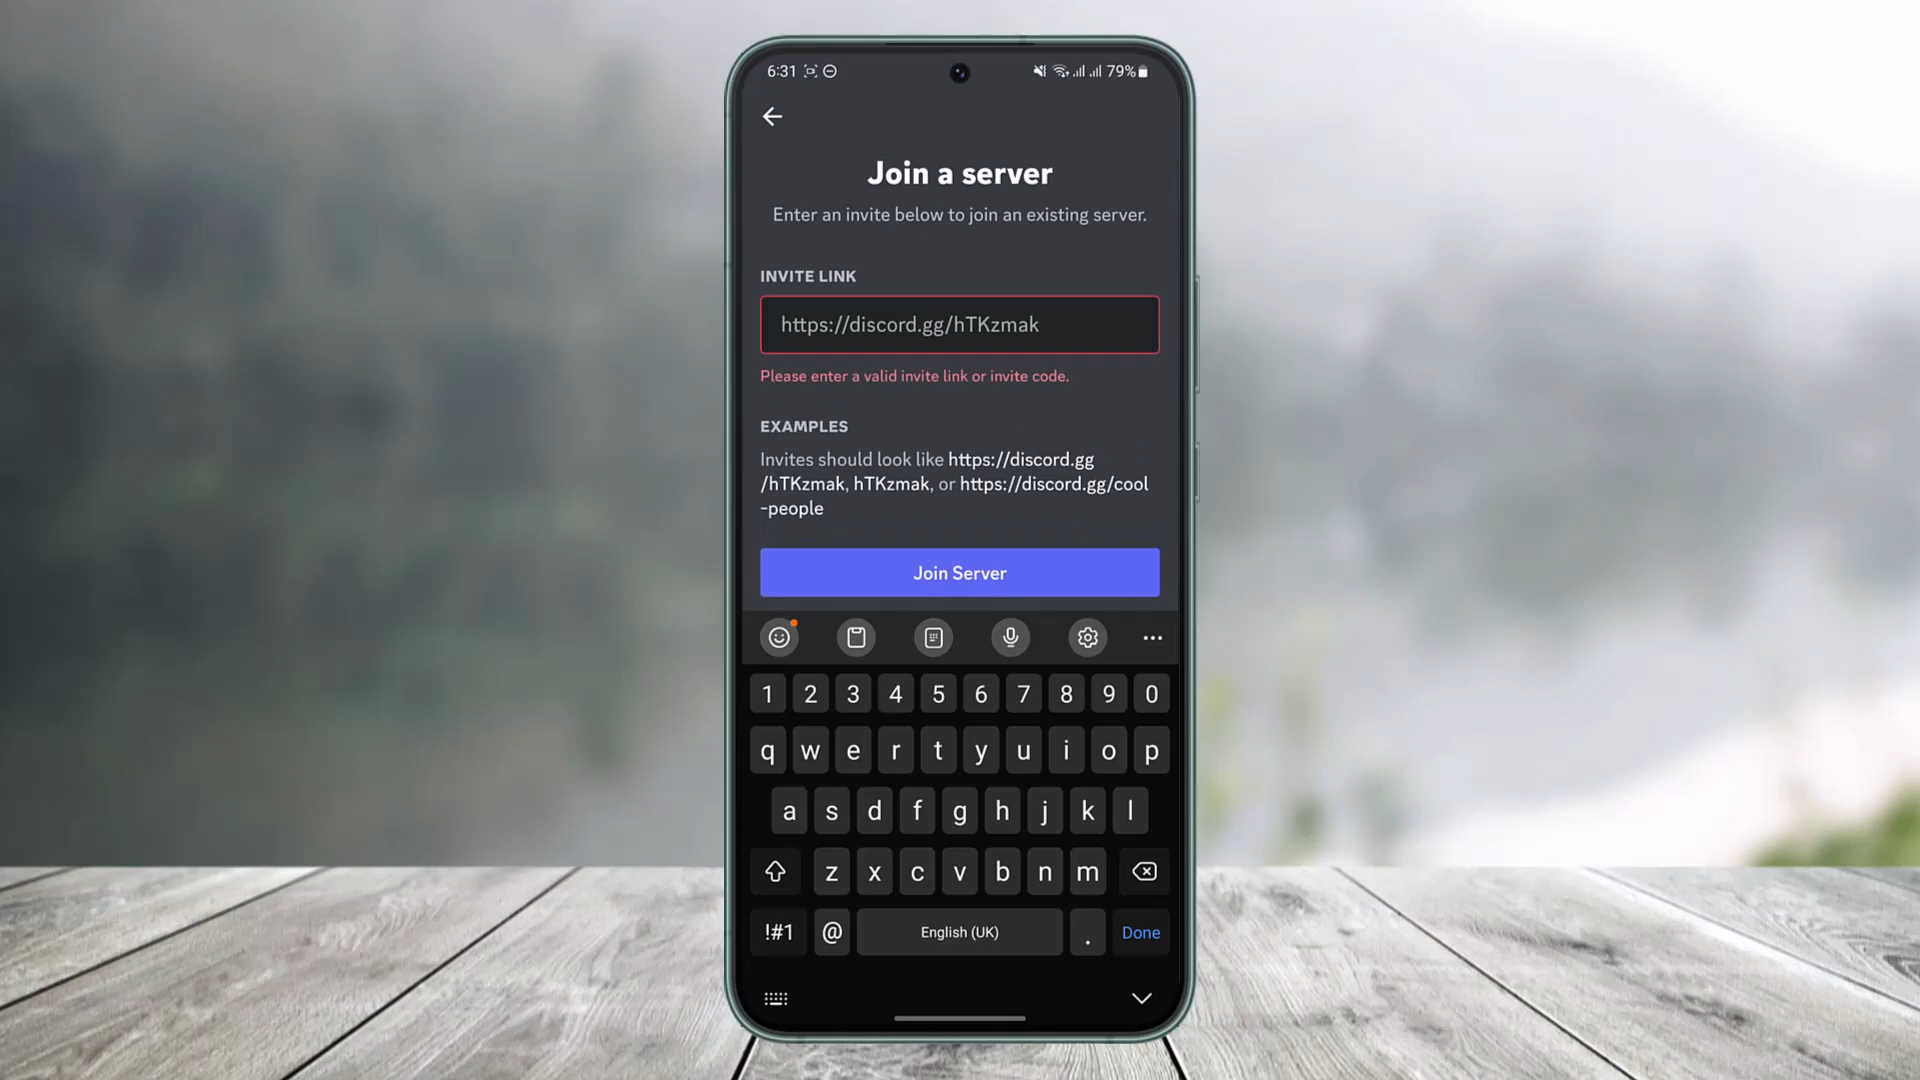 6:31 79%
Join a server
Enter an invite below to join an existing server.
INVITE LINK
https://discord.gg/hTKzmak
Please enter a valid invite link or invite code.
EXAMPLES
Invites should look like https://discord.gg
/hTKzmak, hTKzmak, or https://discord.gg/cool
-people
Join Server
1 2 3 4 5 6 7 8 9 0
q w e r t y u i o p
a s d f g h j k l
z x c v b n m
!#1 @ English (UK) . Done